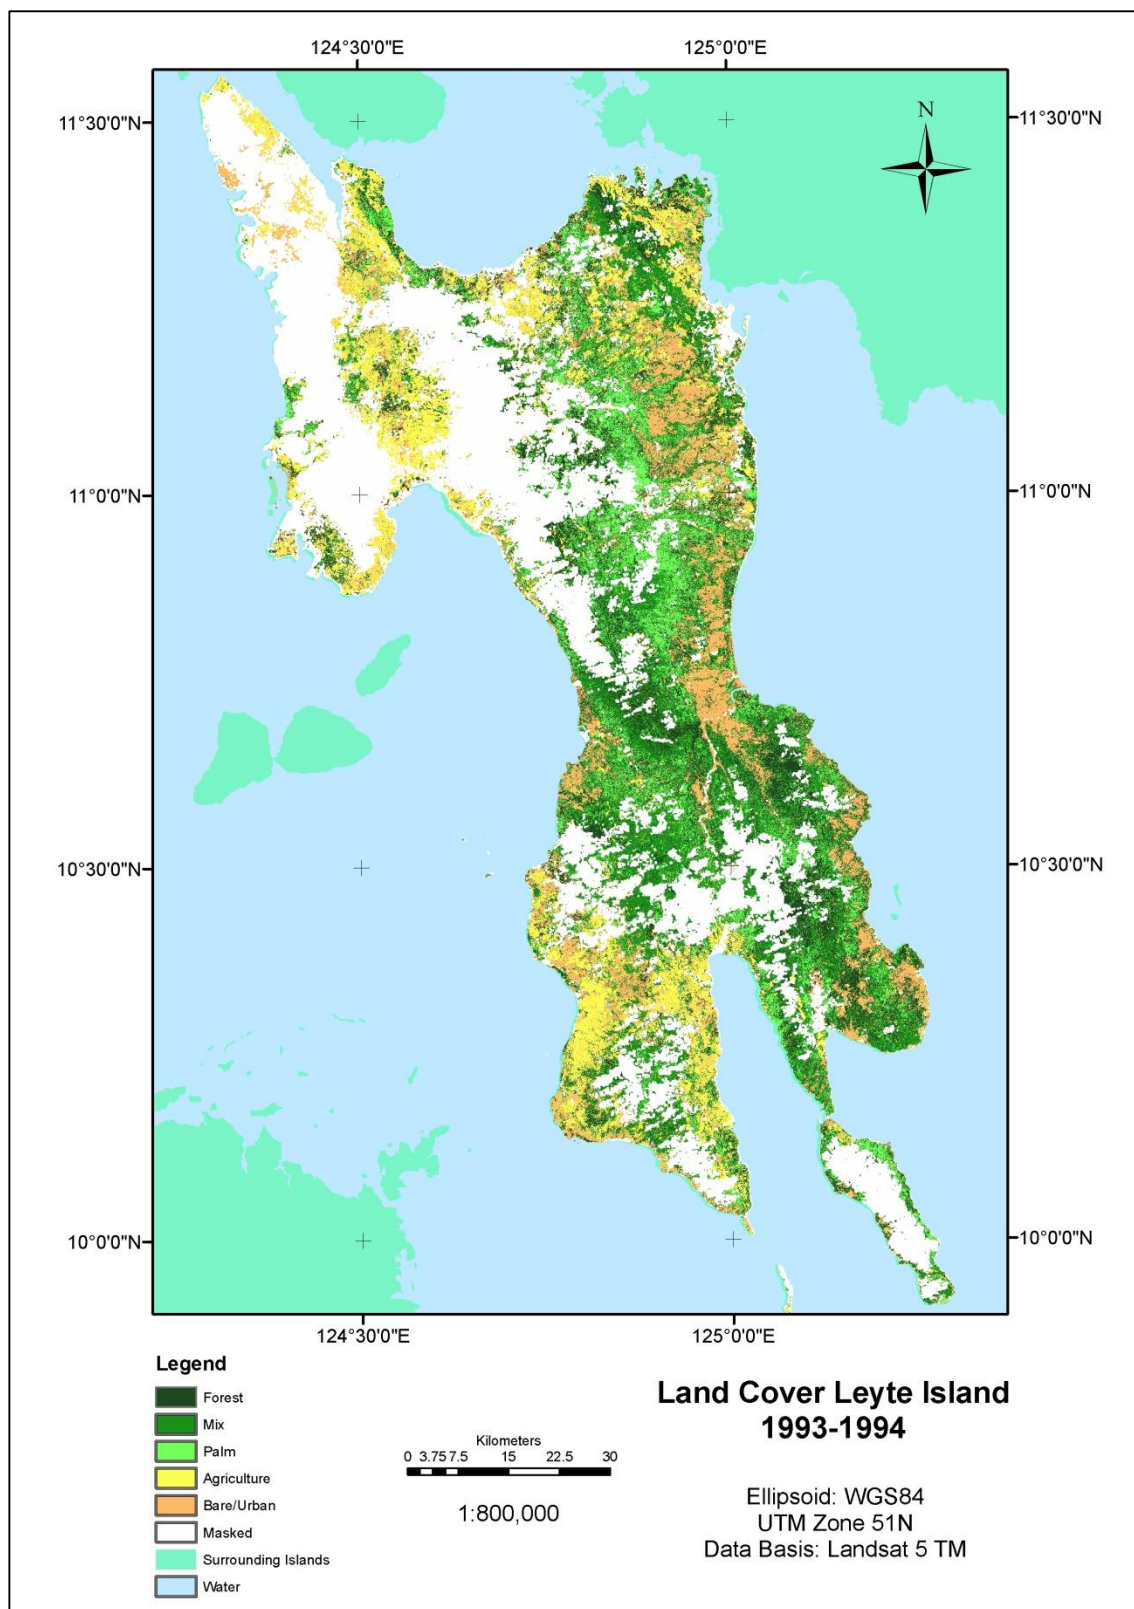 124°30'0"E 125°0'0"E
N
11°30'0"N 11°30'0"N
11°0'0"N 11°0'0"N
10°30'0"N 10°30'0"N
10°0'0"N 10°0'0"N
124°30'0"E 125°0'0"E
Legend
Forest
Mix
Palm
Agriculture
Bare/Urban
Masked
Surrounding Islands
Water
Kilometers
0 3.75 7.5 15 22.5 30
1:800,000
Land Cover Leyte Island
1993-1994
Ellipsoid: WGS84
UTM Zone 51N
Data Basis: Landsat 5 TM